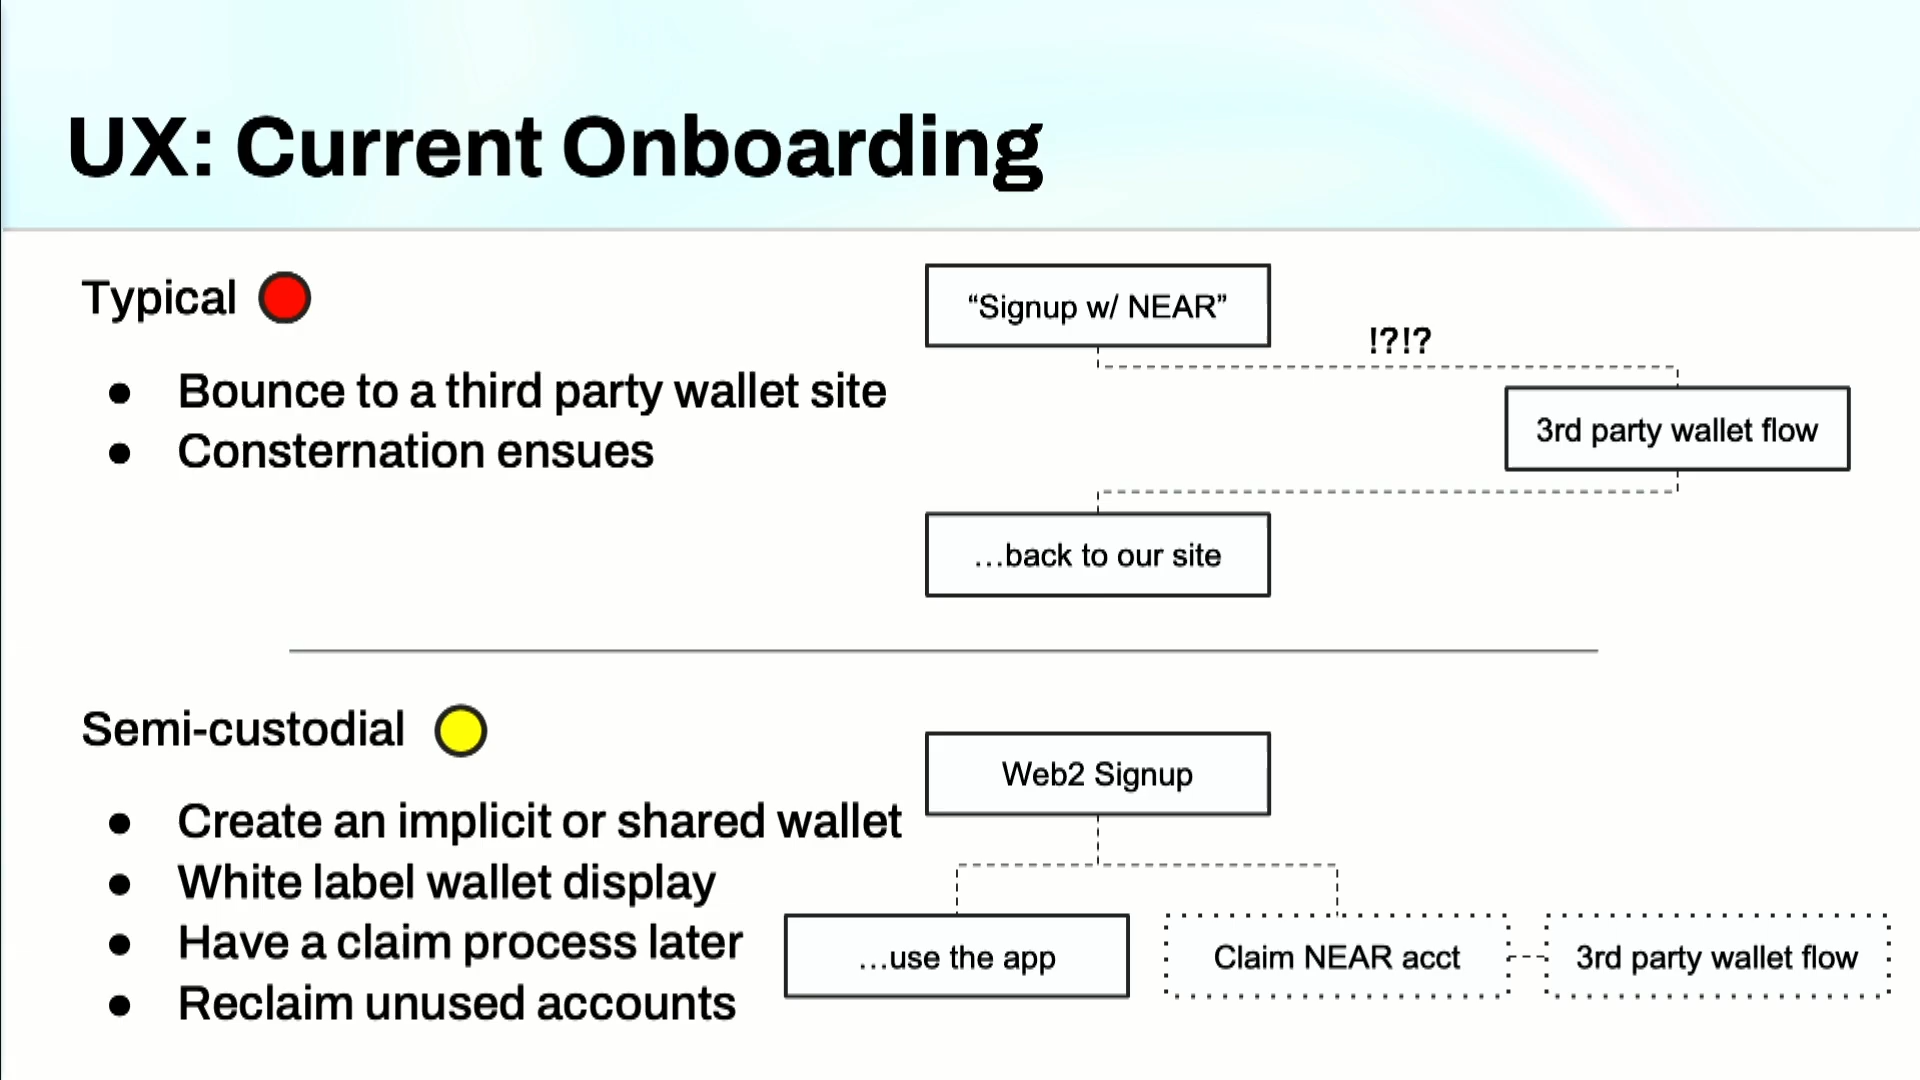 UX: Current Onboarding
Typical
● Bounce to a third party wallet site
● Consternation ensues
“Signup w/ NEAR”
!?!?
3rd party wallet flow
…back to our site
Semi-custodial
● Create an implicit or shared wallet
● White label wallet display
● Have a claim process later
● Reclaim unused accounts
Web2 Signup
…use the app
Claim NEAR acct
3rd party wallet flow